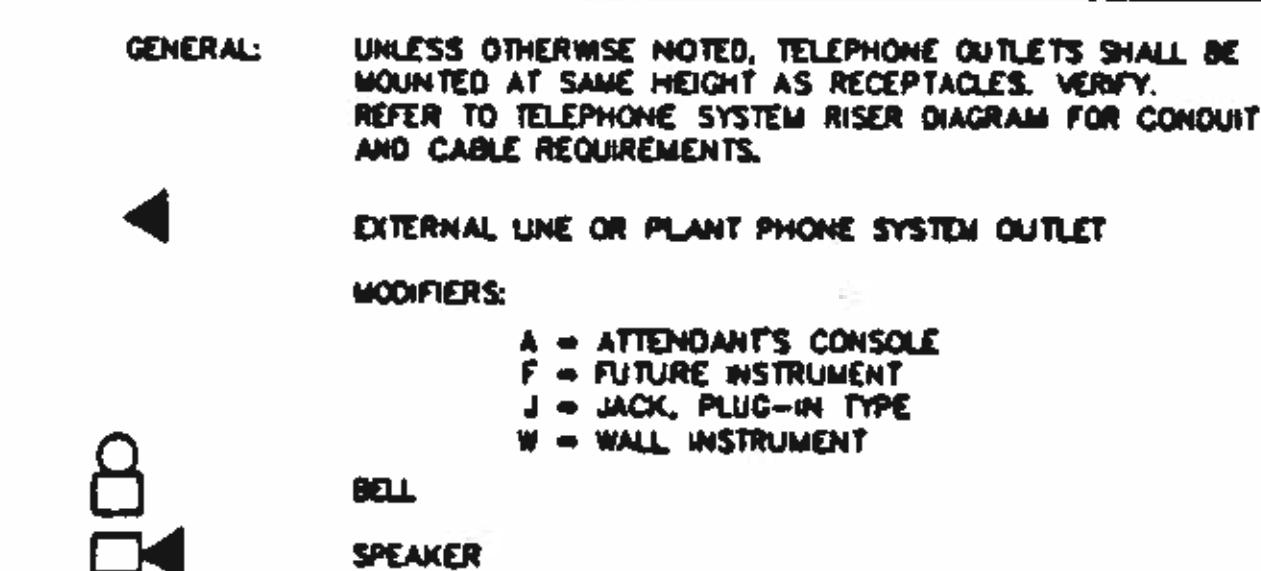 GENERAL: UNLESS OTHERWISE NOTED, TELEPHONE OUTLETS SHALL BE
MOUNTED AT SAME HEIGHT AS RECEPTACLES. VERIFY.
REFER TO TELEPHONE SYSTEM RISER DIAGRAM FOR CONDUIT
AND CABLE REQUIREMENTS.
EXTERNAL LINE OR PLANT PHONE SYSTEM OUTLET
MODIFIERS:
A = ATTENDANT'S CONSOLE
F = FUTURE INSTRUMENT
J = JACK, PLUG-IN TYPE
W = WALL INSTRUMENT
BELL
SPEAKER